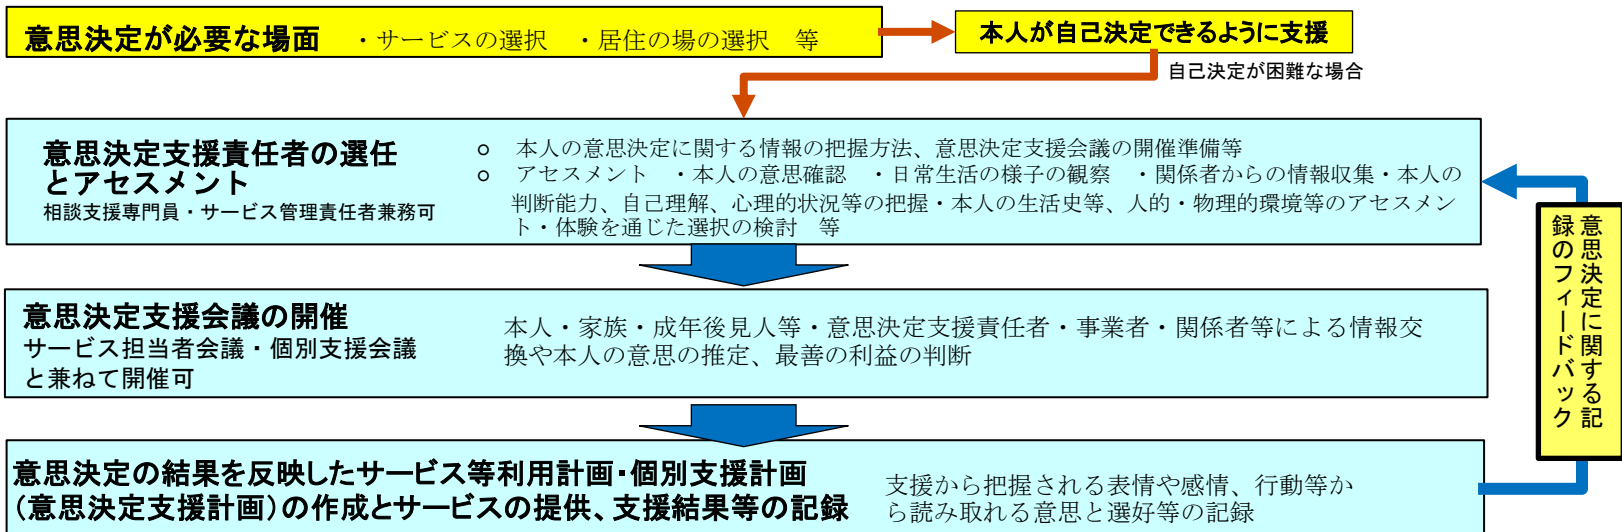 意思決定が必要な場面　・サービスの選択　・居住の場の選択　等
本人が自己決定できるように支援
自己決定が困難な場合
意思決定支援責任者の選任
とアセスメント
相談支援専門員・サービス管理責任者兼務可
○　本人の意思決定に関する情報の把握方法、意思決定支援会議の開催準備等
○　アセスメント　・本人の意思確認　・日常生活の様子の観察　・関係者からの情報収集・本人の
判断能力、自己理解、心理的状況等の把握・本人の生活史等、人的・物理的環境等のアセスメン
ト・体験を通じた選択の検討　等
意思決定支援会議の開催
サービス担当者会議・個別支援会議
と兼ねて開催可
本人・家族・成年後見人等・意思決定支援責任者・事業者・関係者等による情報交
換や本人の意思の推定、最善の利益の判断
意思決定の結果を反映したサービス等利用計画・個別支援計画
（意思決定支援計画）の作成とサービスの提供、支援結果等の記録
支援から把握される表情や感情、行動等か
ら読み取れる意思と選好等の記録
意思決定に関する記
録のフィードバック